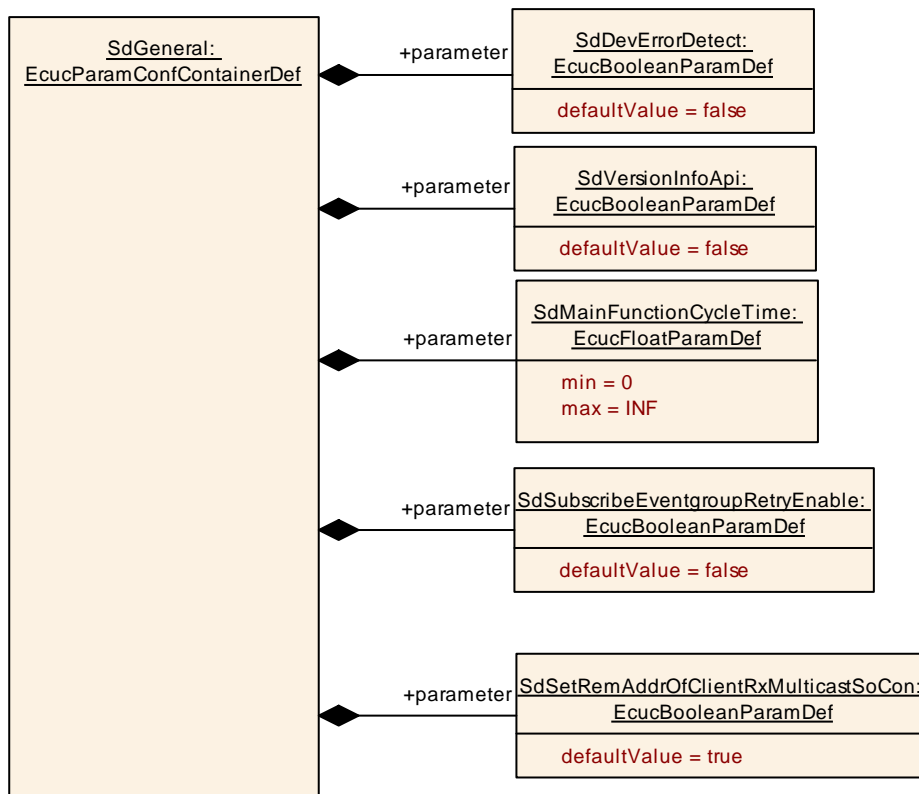 SdGeneral:
EcucParamConfContainerDef
+parameter
SdDevErrorDetect:
EcucBooleanParamDef
defaultValue = false
+parameter
SdVersionInfoApi:
EcucBooleanParamDef
defaultValue = false
+parameter
SdMainFunctionCycleTime:
EcucFloatParamDef
min = 0
max = INF
+parameter
SdSubscribeEventgroupRetryEnable:
EcucBooleanParamDef
defaultValue = false
+parameter
SdSetRemAddrOfClientRxMulticastSoCon:
EcucBooleanParamDef
defaultValue = true